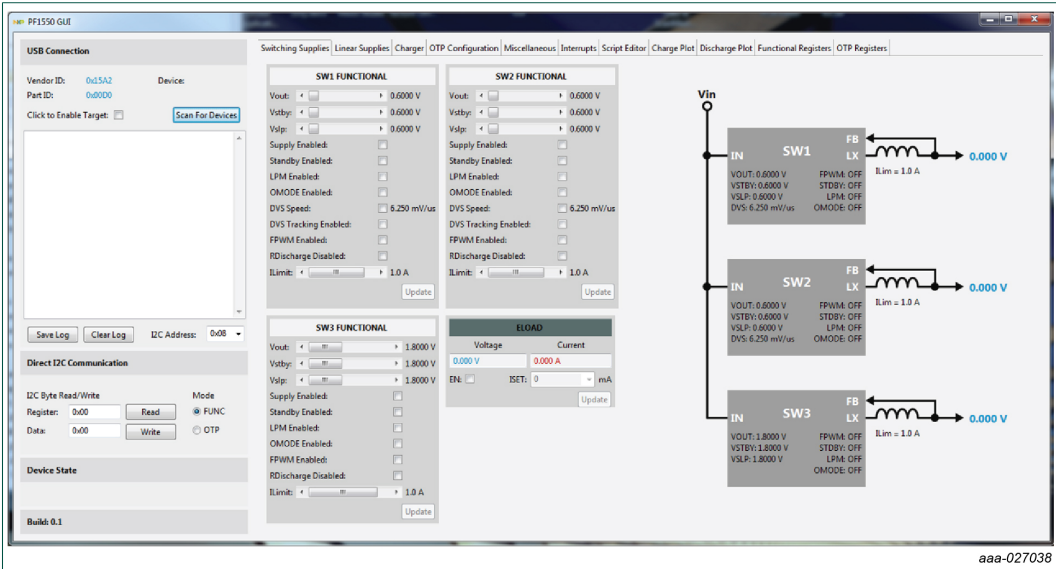 PF1550 GUI
USB Connection
Vendor ID: 0x15A2 Device:
Part ID: 0x00D0
Click to Enable Target: Scan For Devices
Save Log Clear Log I2C Address: 0x08
Direct I2C Communication
I2C Byte Read/Write Mode
Register: 0x00 Read FUNC
Data: 0x00 Write OTP
Device State
Build: 0.1
Switching Supplies Linear Supplies Charger OTP Configuration Miscellaneous Interrupts Script Editor Charge Plot Discharge Plot Functional Registers OTP Registers
SW1 FUNCTIONAL
Vout: 0.6000 V
Vstby: 0.6000 V
Vslp: 0.6000 V
Supply Enabled:
Standby Enabled:
LPM Enabled:
OMODE Enabled:
DVS Speed: 6.250 mV/us
DVS Tracking Enabled:
FPWM Enabled:
RDischarge Disabled:
ILimit: 1.0 A
Update
SW2 FUNCTIONAL
Vout: 0.6000 V
Vstby: 0.6000 V
Vslp: 0.6000 V
Supply Enabled:
Standby Enabled:
LPM Enabled:
OMODE Enabled:
DVS Speed: 6.250 mV/us
DVS Tracking Enabled:
FPWM Enabled:
RDischarge Disabled:
ILimit: 1.0 A
Update
SW3 FUNCTIONAL
Vout: 1.8000 V
Vstby: 1.8000 V
Vslp: 1.8000 V
Supply Enabled:
Standby Enabled:
LPM Enabled:
OMODE Enabled:
FPWM Enabled:
RDischarge Disabled:
ILimit: 1.0 A
Update
ELOAD
Voltage Current
0.000 V 0.000 A
EN: ISET: 0 mA
Update
Vin
FB
IN SW1 LX 0.000 V
ILim = 1.0 A
VOUT: 0.6000 V FPWM: OFF
VSTBY: 0.6000 V STDBY: OFF
VSLP: 0.6000 V LPM: OFF
DVS: 6.250 mV/us OMODE: OFF
FB
IN SW2 LX 0.000 V
ILim = 1.0 A
VOUT: 0.6000 V FPWM: OFF
VSTBY: 0.6000 V STDBY: OFF
VSLP: 0.6000 V LPM: OFF
DVS: 6.250 mV/us OMODE: OFF
FB
IN SW3 LX 0.000 V
ILim = 1.0 A
VOUT: 1.8000 V FPWM: OFF
VSTBY: 1.8000 V STDBY: OFF
VSLP: 1.8000 V LPM: OFF
OMODE: OFF
aaa-027038